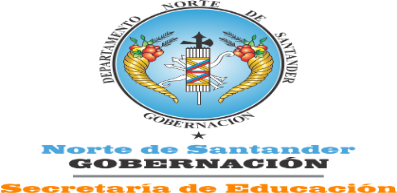 DEPARTAMENTO NORTE DE SANTANDER
GOBERNACIÓN
Norte de Santander
GOBERNACIÓN
Secretaría de Educación